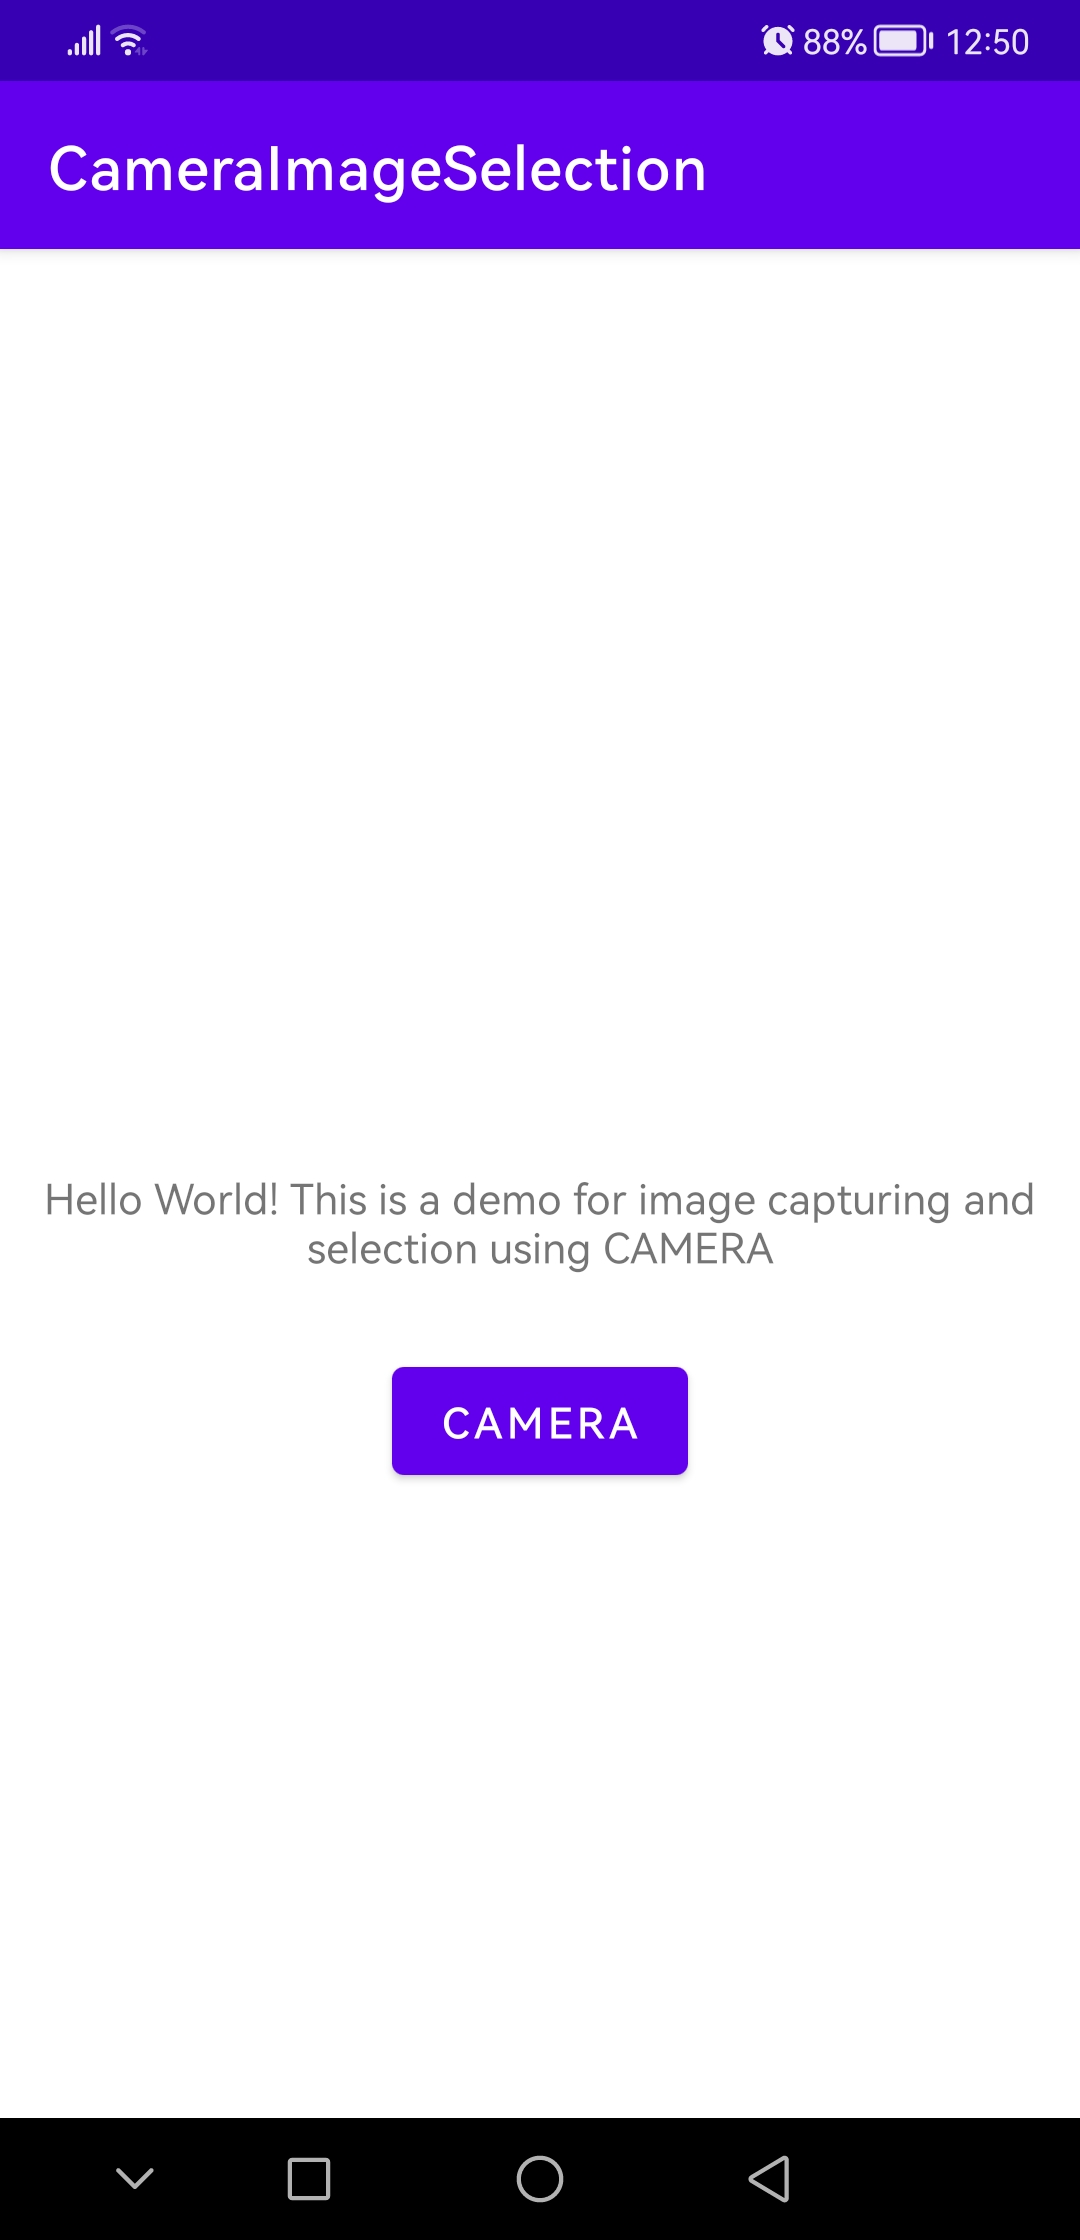 88% 12:50
CameraImageSelection
Hello World! This is a demo for image capturing and
selection using CAMERA
CAMERA